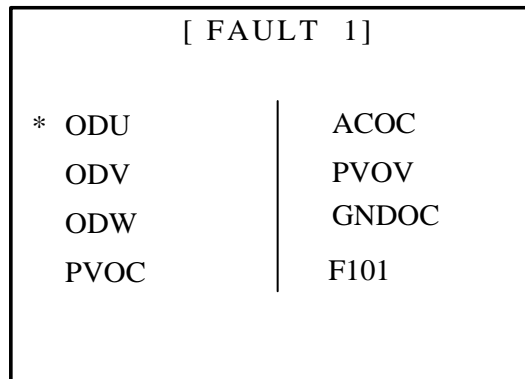 [ FAULT 1]
* ODU
ODV
ODW
PVOC
ACOC
PVOV
GNDOC
F101